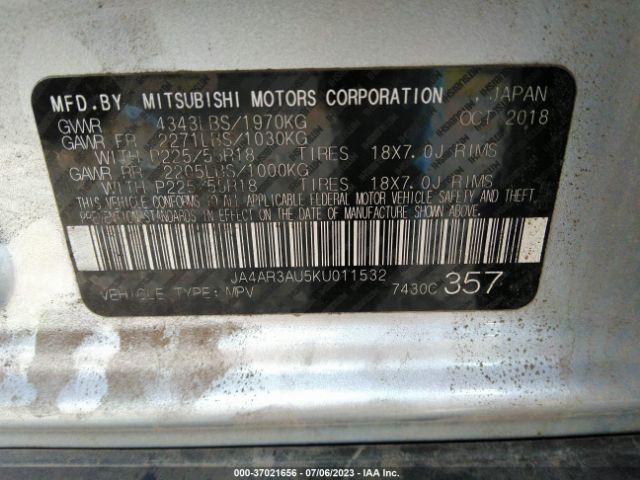 MFD.BY MITSUBISHI MOTORS CORPORATION , JAPAN
GVWR 4343LBS/1970KG OCT 2018
GAWR FR 2271LBS/1030KG
WITH P225/55R18 TIRES 18X7.0J RIMS
GAWR RR 2205LBS/1000KG
WITH P225/55R18 TIRES 18X7.0J RIMS
THIS VEHICLE CONFORMS TO ALL APPLICABLE FEDERAL MOTOR VEHICLE SAFETY AND THEFT
PREVENTION STANDARDS IN EFFECT ON THE DATE OF MANUFACTURE SHOWN ABOVE.
JA4AR3AU5KU011532
VEHICLE TYPE: MPV 7430C 357
000-37021656 - 07/06/2023 - IAA Inc.